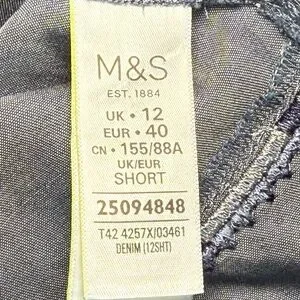 M&S
EST. 1884
UK • 12
EUR • 40
CN • 155/88A
UK/EUR
SHORT
25094848
T42 4257X/03461
DENIM (12SHT)